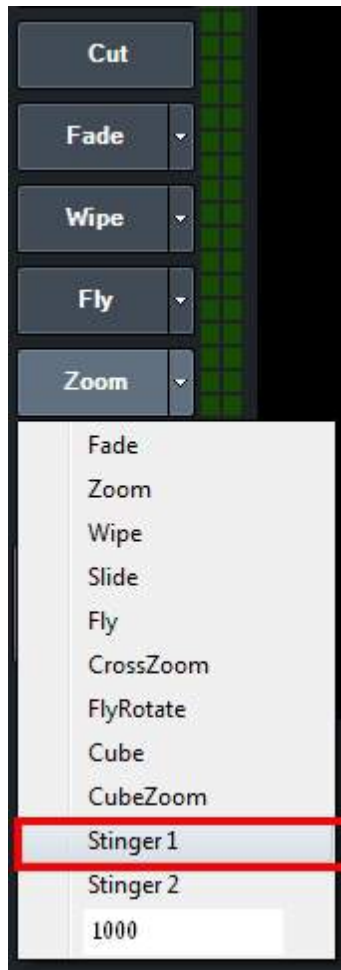 Cut
Fade
Wipe
Fly
Zoom
Fade
Zoom
Wipe
Slide
Fly
CrossZoom
FlyRotate
Cube
CubeZoom
Stinger 1
Stinger 2
1000